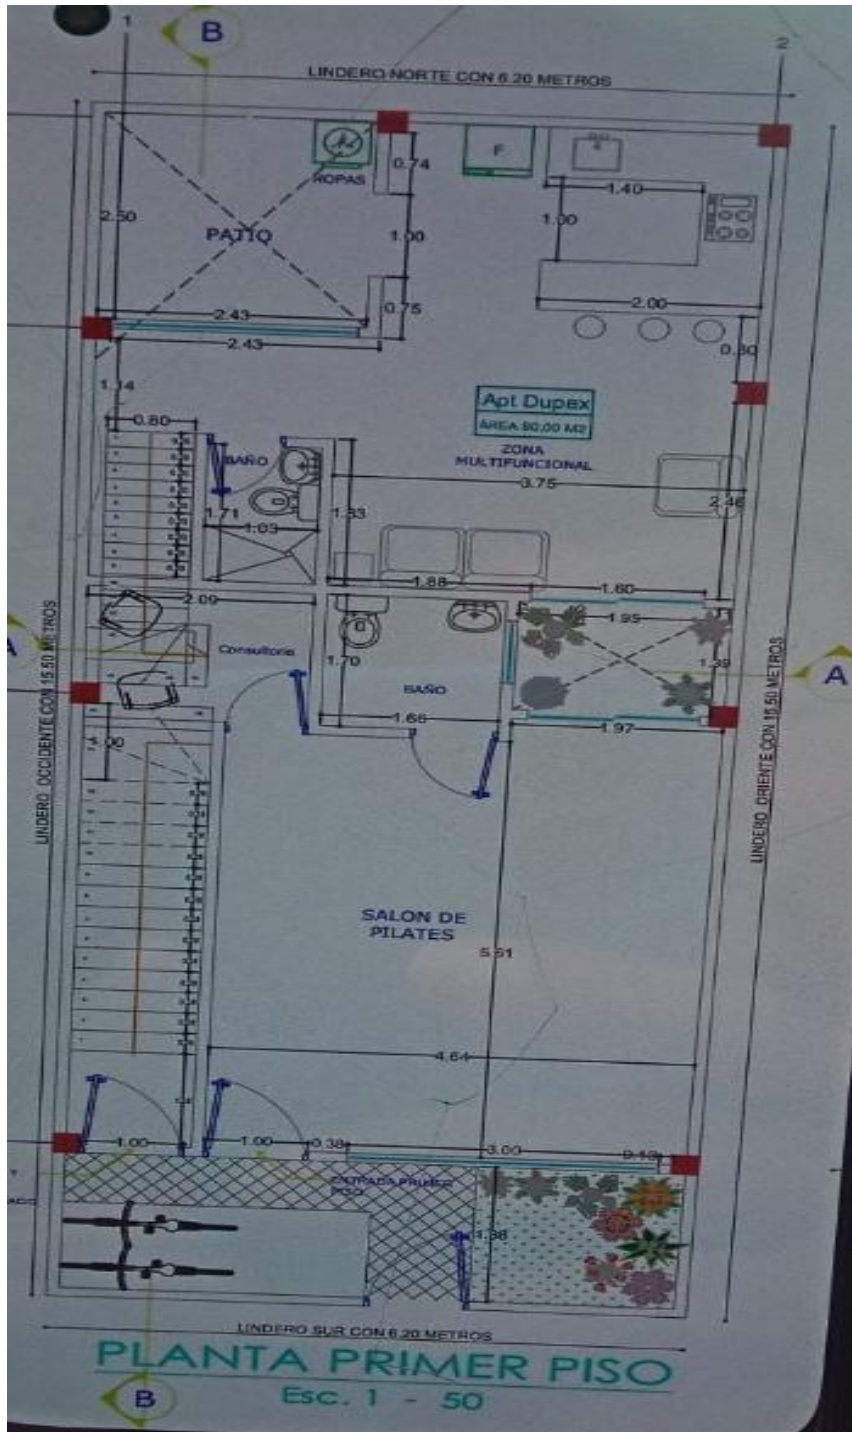 1
B
2
LINDERO NORTE CON 6.20 METROS
F
0.74
ROPAS
1.40
2.50
PATIO
1.00
1.00
2.43
0.75
2.00
2.43
1.14
Apt Dupex
AREA 80.00 M2
0.80
BAÑO
ZONA
MULTIFUNCIONAL
3.75
2.46
1.71
1.03
1.88
1.60
2.09
1.95
Consultorio
1.70
1.39
A
A
BAÑO
1.66
1.97
1.00
LINDERO OCCIDENTE CON 15.50 METROS
LINDERO ORIENTE CON 15.50 METROS
SALON DE
PILATES
5.51
4.64
1.00
1.00
0.38
3.00
ENTRADA PRIMER
PISO
1.38
LINDERO SUR CON 6.20 METROS
PLANTA PRIMER PISO
B
Esc. 1 - 50